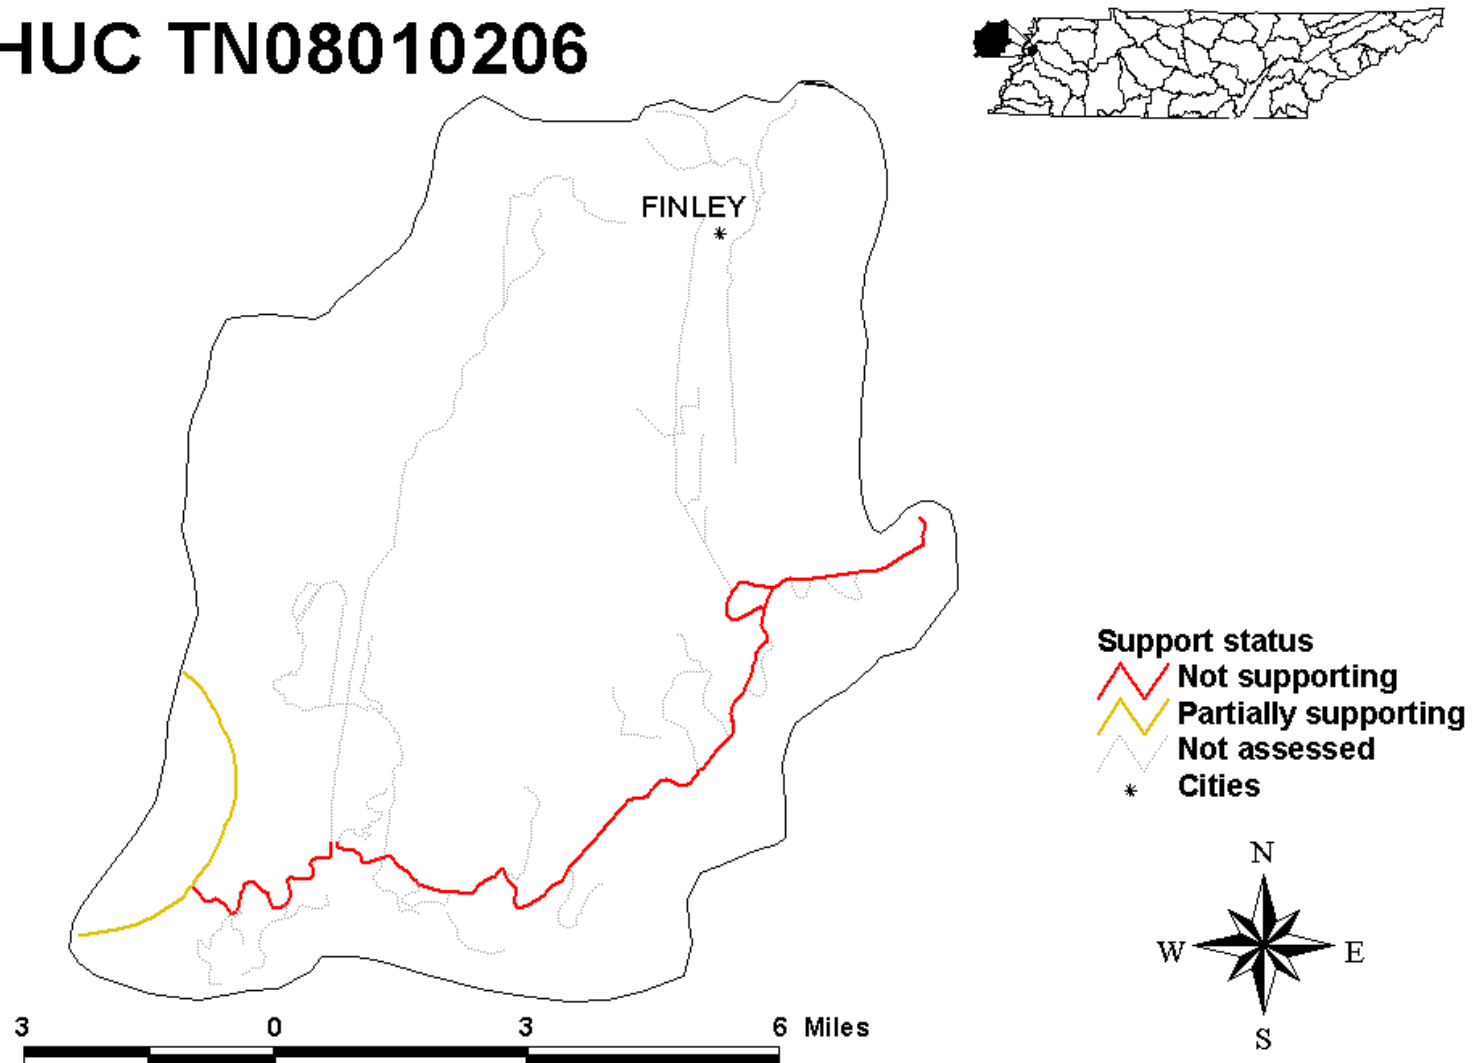 HUC TN08010206
FINLEY
Support status
Not supporting
Partially supporting
Not assessed
Cities
N
W E
S
3 0 3 6 Miles